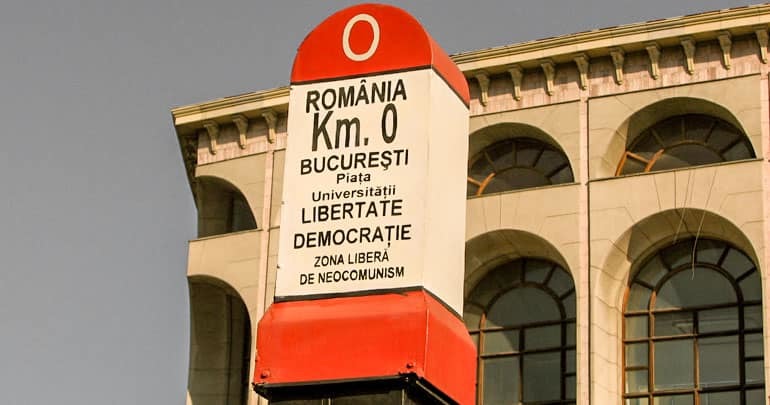 0
ROMÂNIA
Km. 0
BUCUREŞTI
Piaţa
Universităţii
LIBERTATE
DEMOCRAŢIE
ZONA LIBERĂ
DE NEOCOMUNISM